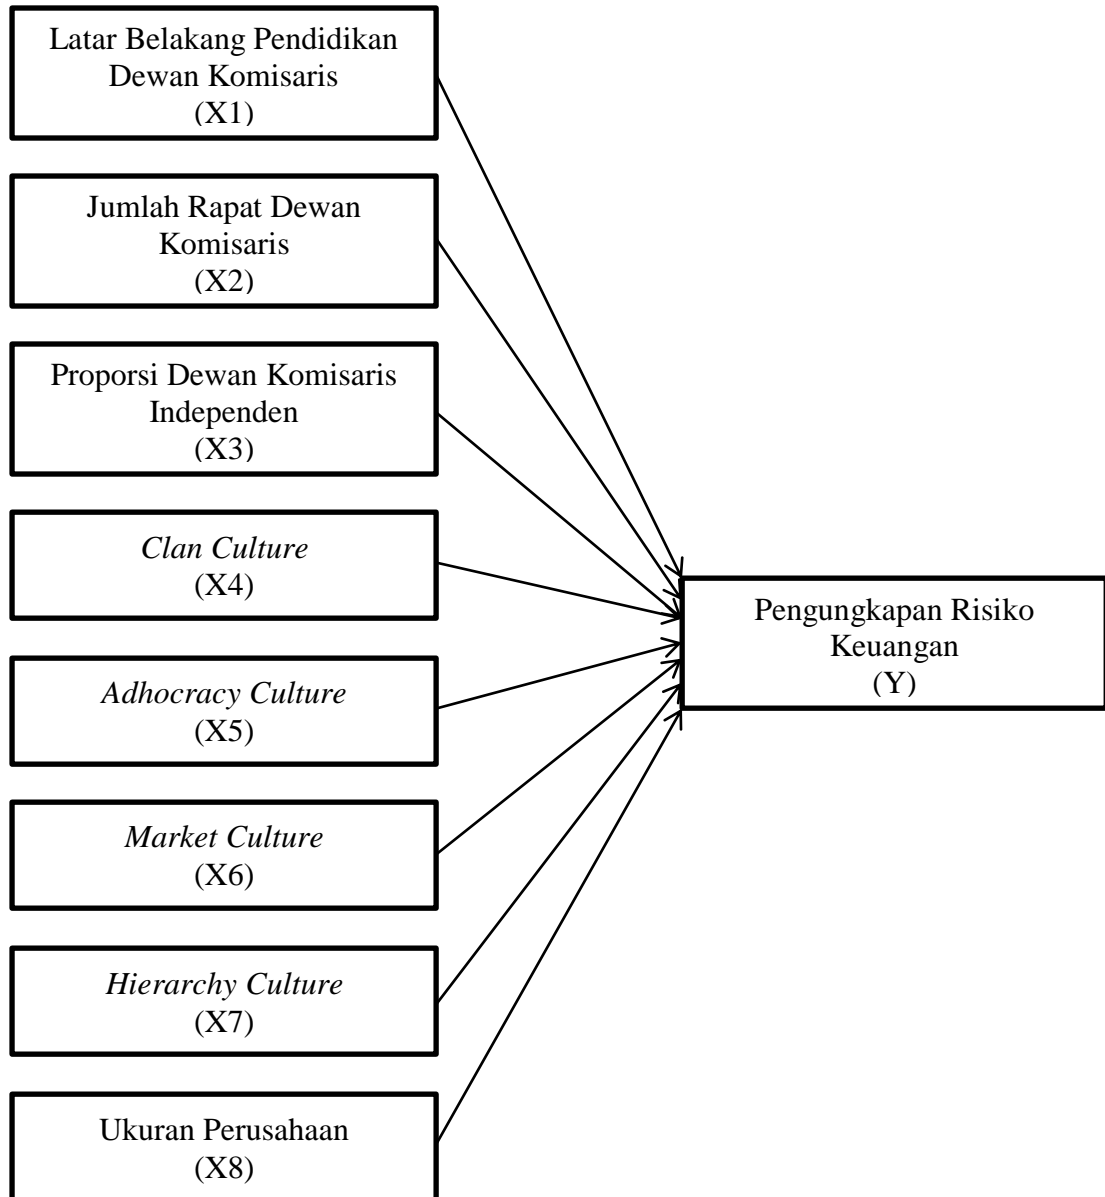 Latar Belakang Pendidikan
Dewan Komisaris
(X1)
Jumlah Rapat Dewan
Komisaris
(X2)
Proporsi Dewan Komisaris
Independen
(X3)
Clan Culture
(X4)
Adhocracy Culture
(X5)
Market Culture
(X6)
Hierarchy Culture
(X7)
Ukuran Perusahaan
(X8)
Pengungkapan Risiko
Keuangan
(Y)